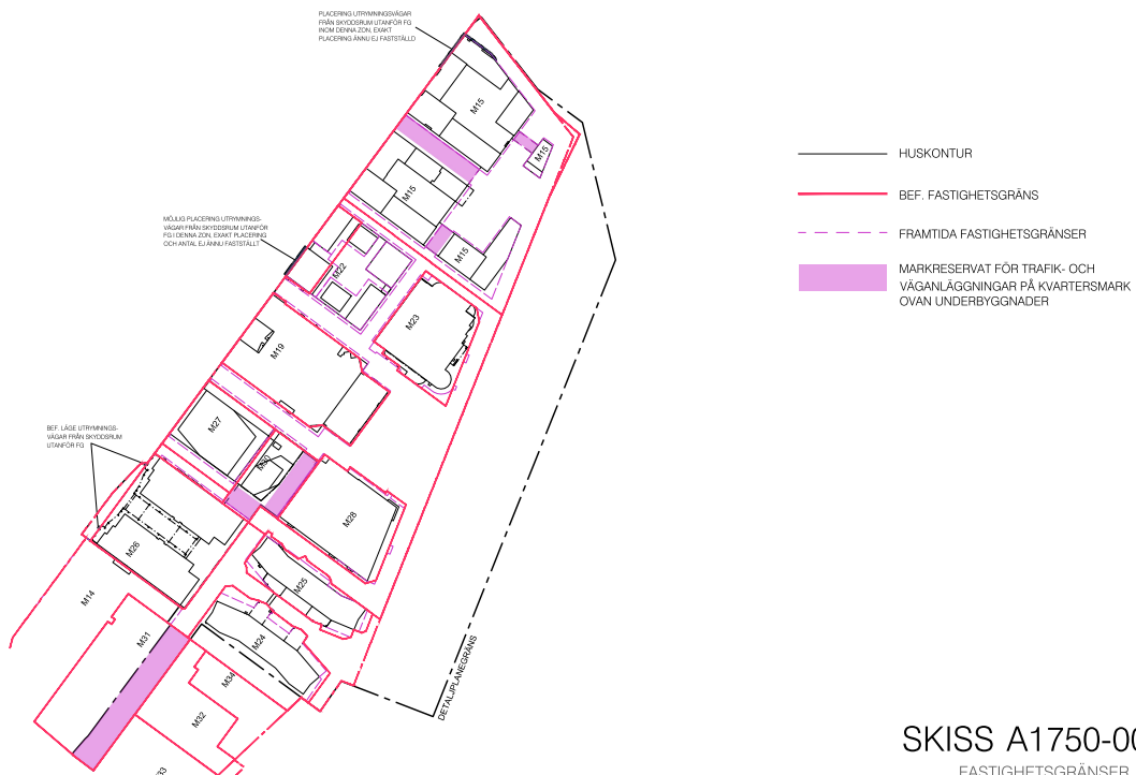 PLACERING UTRYMNINGSVÄGAR
FRÅN SKYDDSRUM UTANFÖR FG
INOM DENNA ZON, EXAKT
PLACERING ÄNNU EJ FASTSTÄLLD
M15
M15
M15
M15
HUSKONTUR
BEF. FASTIGHETSGRÄNS
FRAMTIDA FASTIGHETSGRÄNSER
MARKRESERVAT FÖR TRAFIK- OCH
VÄGANLÄGGNINGAR PÅ KVARTERSMARK
OVAN UNDERBYGGNADER
MÖJLIG PLACERING UTRYMNINGS-
VÄGAR FRÅN SKYDDSRUM UTANFÖR
FG I DENNA ZON, EXAKT PLACERING
OCH ANTAL EJ ÄNNU FASTSTÄLLT
M22
M23
M19
M27
BEF. LÄGE UTRYMNINGS-
VÄGAR FRÅN SKYDDSRUM
UTANFÖR FG
M28
M26
M25
M14
M31
M24
M34
M32
DETALJPLANEGRÄNS
SKISS A1750-00
FASTIGHETSGRÄNSER